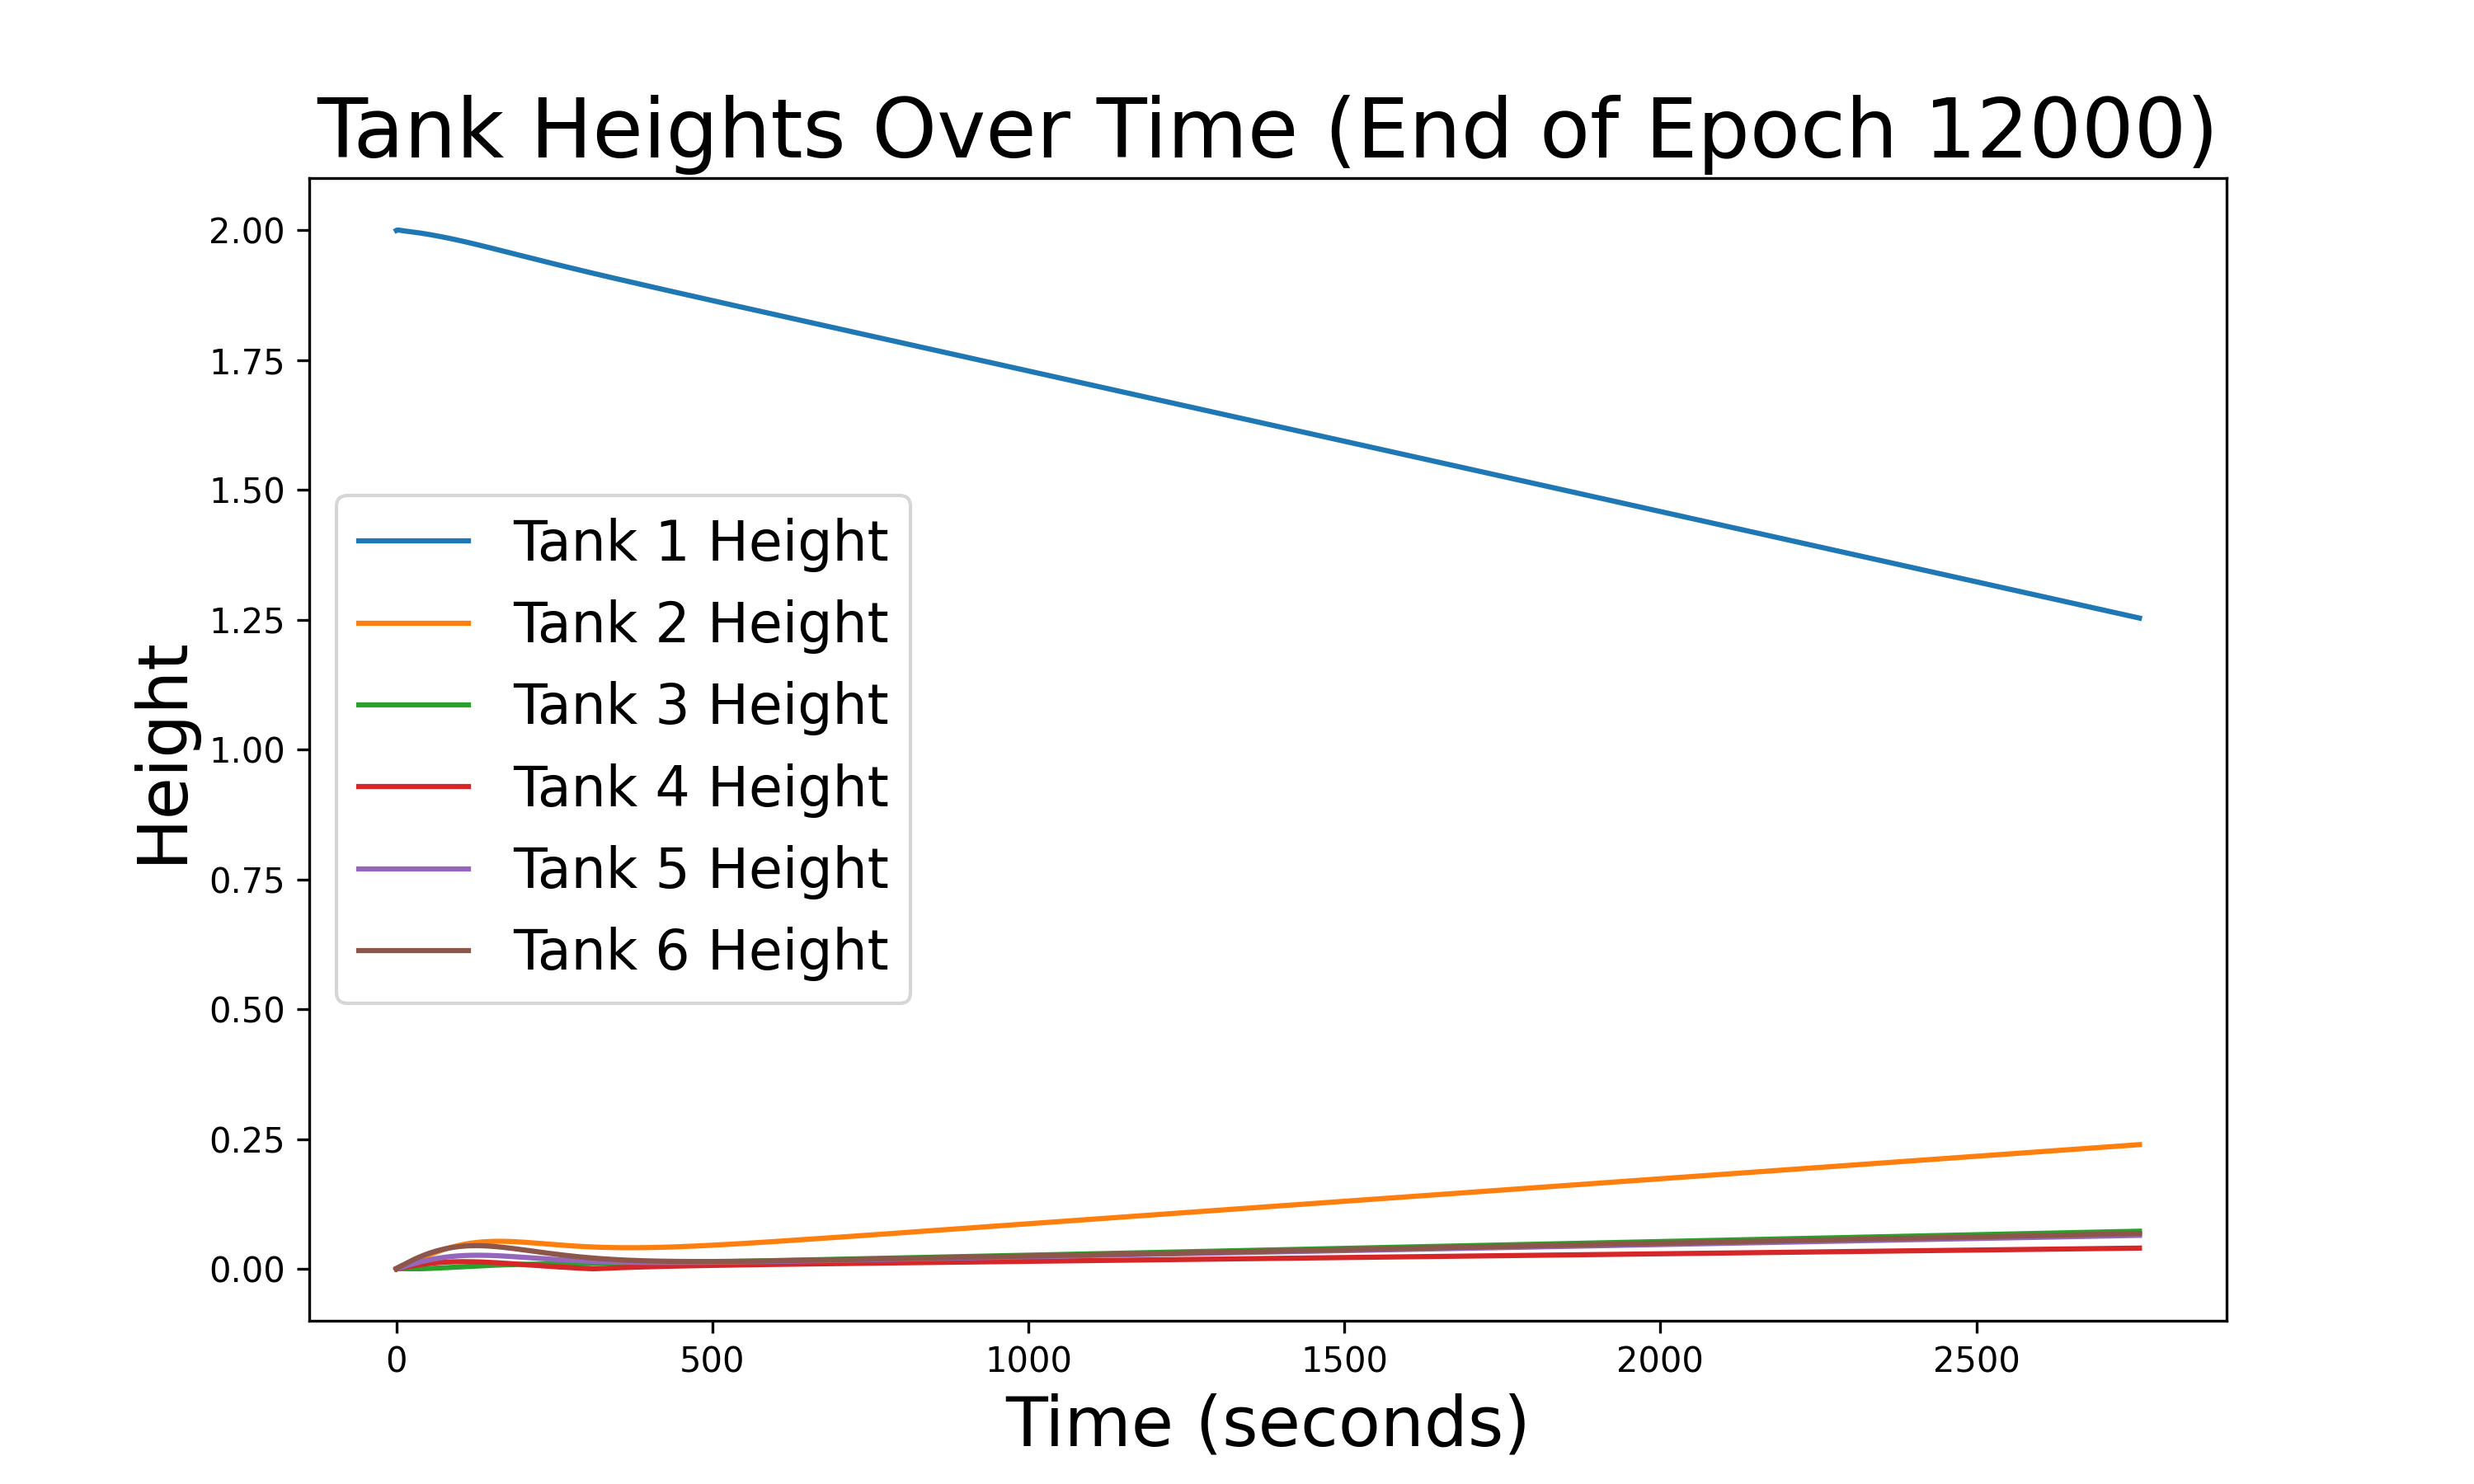 Tank Heights Over Time (End of Epoch 12000)
Height
2.00
1.75
1.50
1.25
1.00
0.75
0.50
0.25
0.00
Tank 1 Height
Tank 2 Height
Tank 3 Height
Tank 4 Height
Tank 5 Height
Tank 6 Height
0 500 1000 1500 2000 2500
Time (seconds)